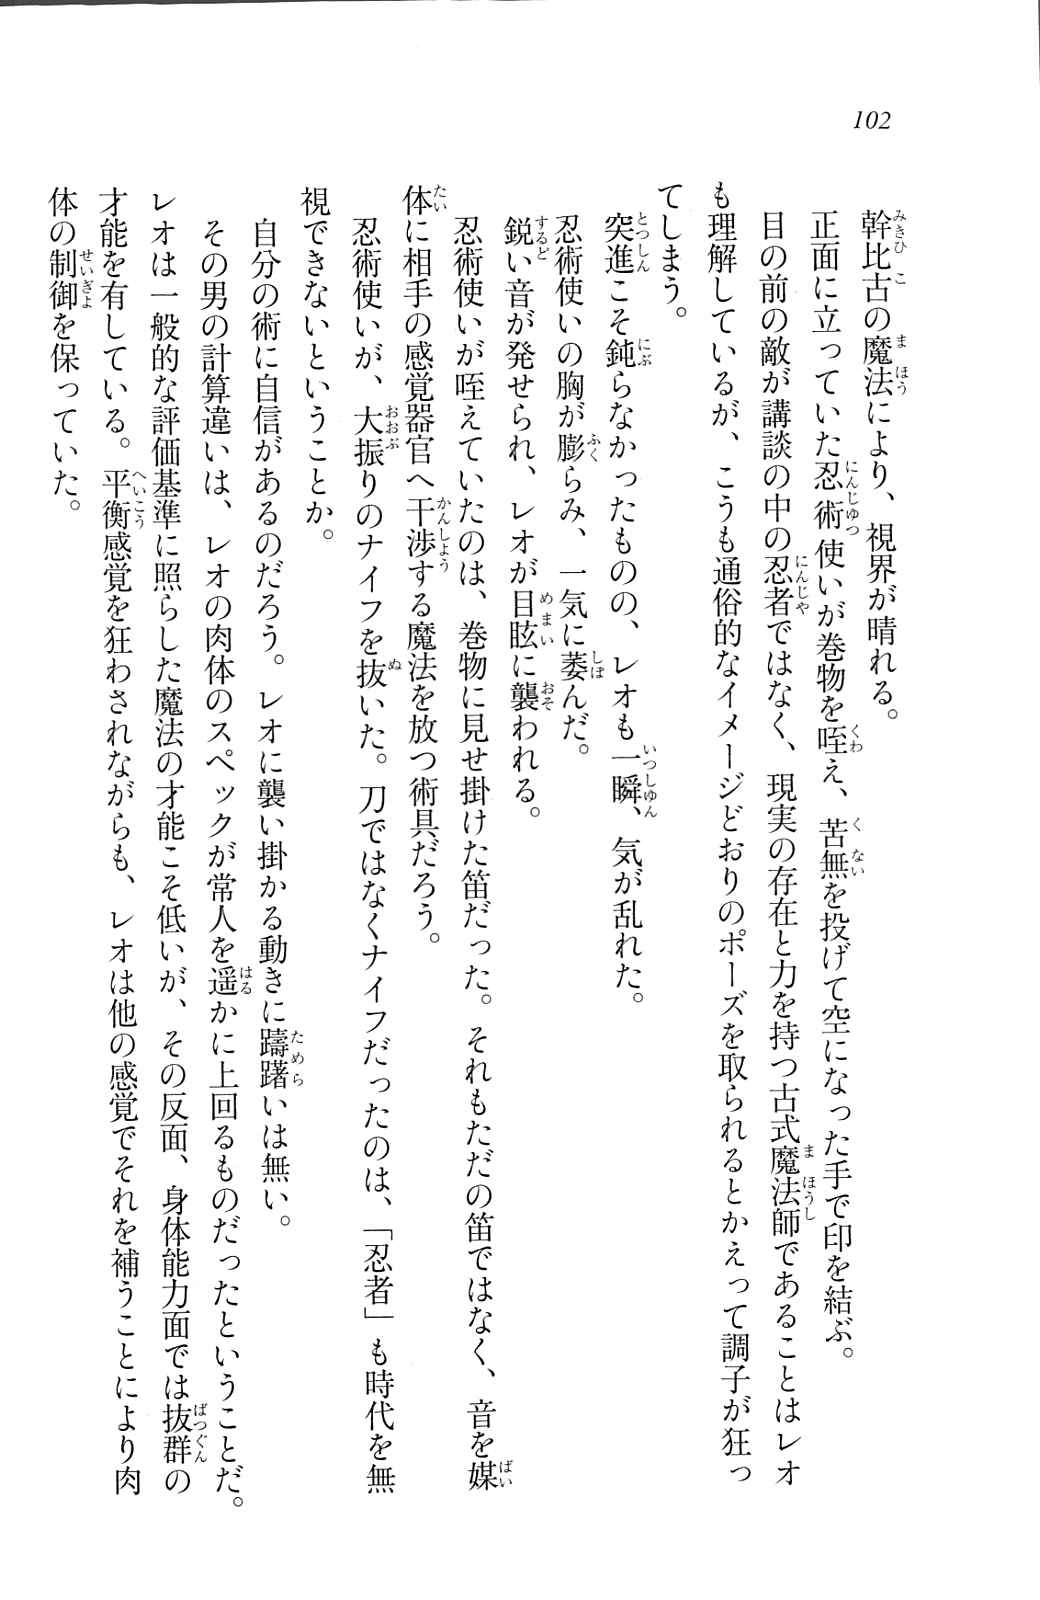 102
幹比古の魔法により、視界が晴れる。
正面に立っていた忍術使いが巻物を咥え、苦無を投げて空になった手で印を結ぶ。
目の前の敵が講談の中の忍者ではなく、現実の存在と力を持つ古式魔法師であることはレオ
も理解しているが、こうも通俗的なイメージどおりのポーズを取られるとかえって調子が狂っ
てしまう。
突進こそ鈍らなかったものの、レオも一瞬、気が乱れた。
忍術使いの胸が膨らみ、一気に萎んだ。
鋭い音が発せられ、レオが目眩に襲われる。
忍術使いが咥えていたのは、巻物に見せ掛けた笛だった。それもただの笛ではなく、音を媒
体に相手の感覚器官へ干渉する魔法を放つ術具だろう。
忍術使いが、大振りのナイフを抜いた。刀ではなくナイフだったのは、「忍者」も時代を無
視できないということか。
自分の術に自信があるのだろう。レオに襲い掛かる動きに躊躇いは無い。
その男の計算違いは、レオの肉体のスペックが常人を遥かに上回るものだったということだ。
レオは一般的な評価基準に照らした魔法の才能こそ低いが、その反面、身体能力面では抜群の
才能を有している。平衡感覚を狂わされながらも、レオは他の感覚でそれを補うことにより肉
体の制御を保っていた。